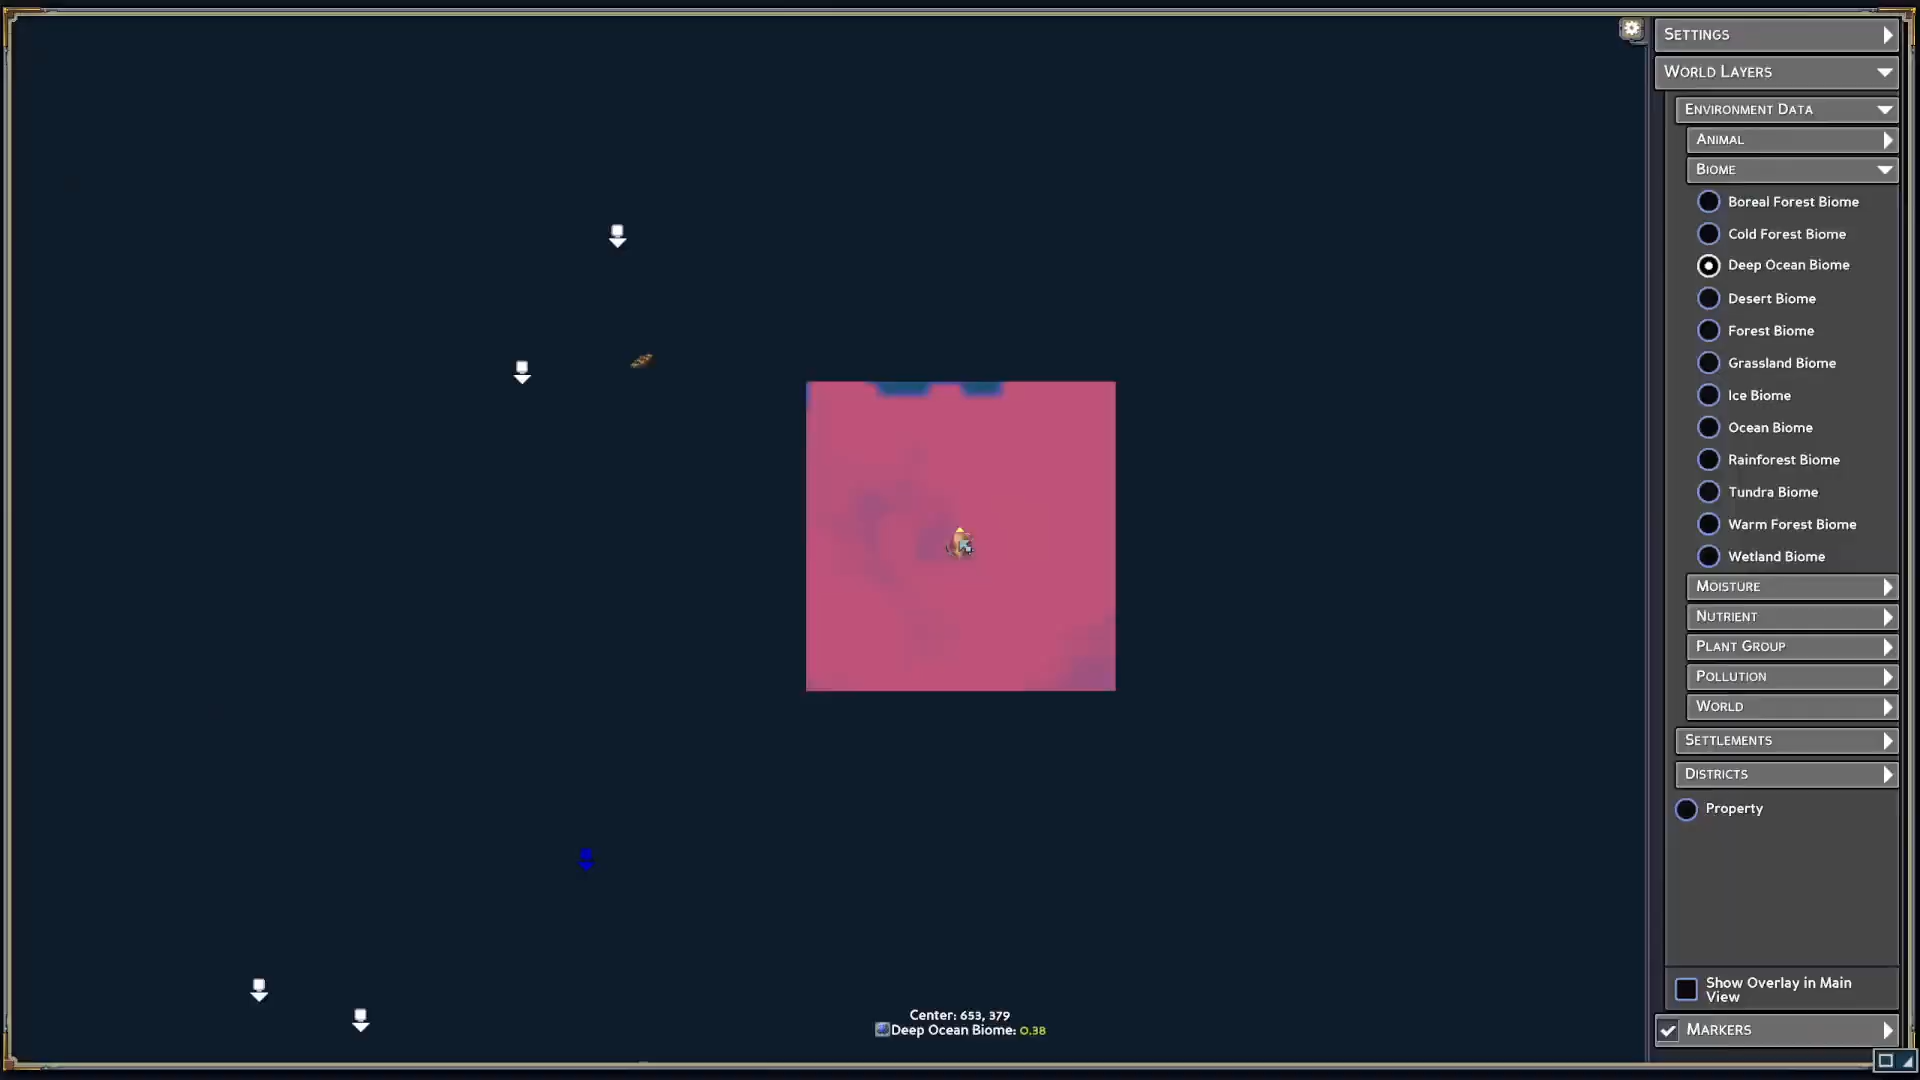 SETTINGS
WORLD LAYERS
ENVIRONMENT DATA
ANIMAL
BIOME
Boreal Forest Biome
Cold Forest Biome
Deep Ocean Biome
Desert Biome
Forest Biome
Grassland Biome
Ice Biome
Ocean Biome
Rainforest Biome
Tundra Biome
Warm Forest Biome
Wetland Biome
MOISTURE
NUTRIENT
PLANT GROUP
POLLUTION
WORLD
SETTLEMENTS
DISTRICTS
Property
Show Overlay in Main
View
MARKERS
Center: 653, 379
Deep Ocean Biome: 0.38